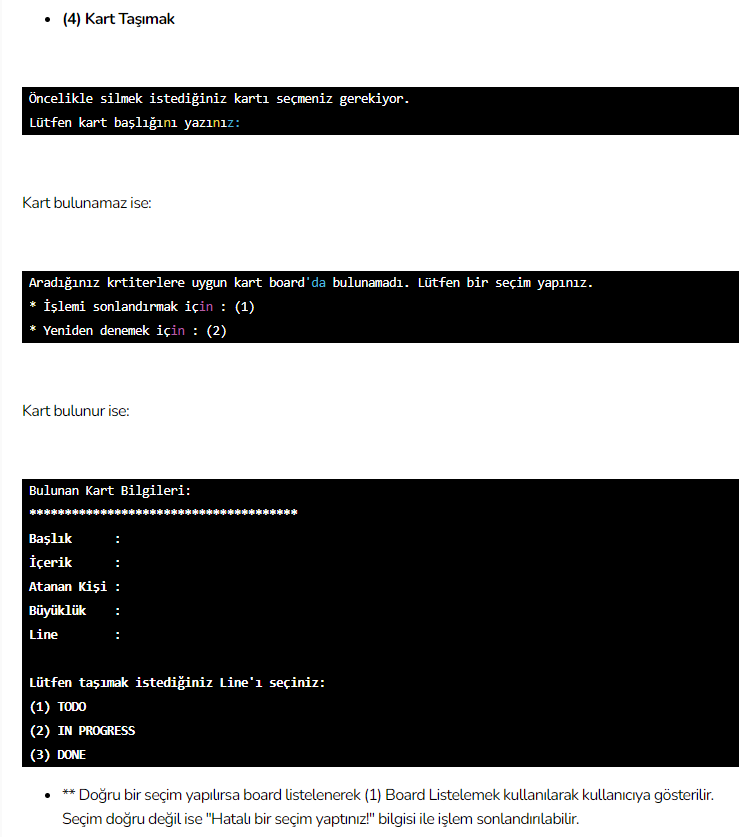 (4) Kart Taşımak
Öncelikle silmek istediğiniz kartı seçmeniz gerekiyor.
Lütfen kart başlığını yazınız:
Kart bulunamaz ise:
Aradığınız krtiterlere uygun kart board'da bulunamadı. Lütfen bir seçim yapınız.
* İşlemi sonlandırmak için : (1)
* Yeniden denemek için : (2)
Kart bulunur ise:
Bulunan Kart Bilgileri:
**************************************
Başlık :
İçerik :
Atanan Kişi :
Büyüklük :
Line :
Lütfen taşımak istediğiniz Line'ı seçiniz:
(1) TODO
(2) IN PROGRESS
(3) DONE
** Doğru bir seçim yapılırsa board listelenerek (1) Board Listelemek kullanılarak kullanıcıya gösterilir.
Seçim doğru değil ise "Hatalı bir seçim yaptınız!" bilgisi ile işlem sonlandırılabilir.